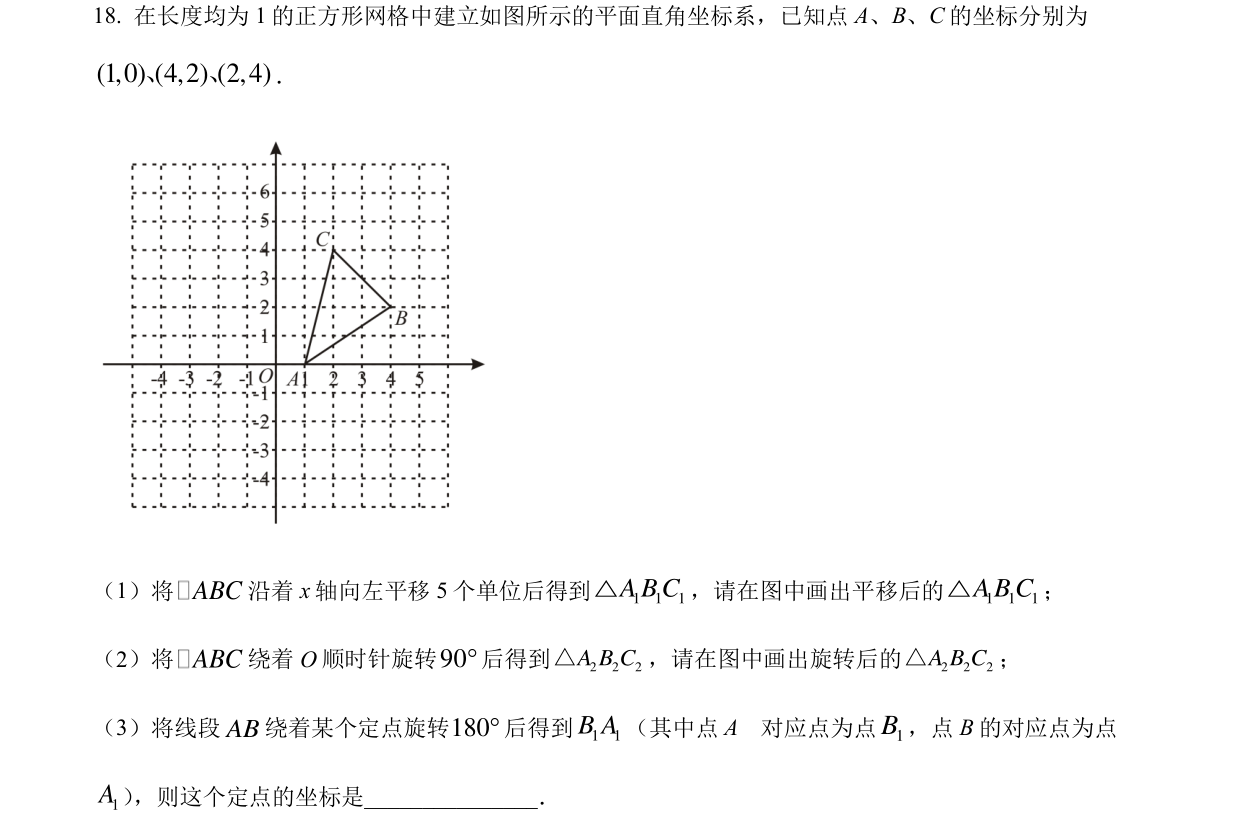 18. 在长度均为 1 的正方形网格中建立如图所示的平面直角坐标系，已知点 A、B、C 的坐标分别为
(1,0)、(4,2)、(2,4) .
6
5
C
4
3
2
B
1
-4 -3 -2 -1 O A 1 2 3 4 5
-1
-2
-3
-4
（1）将□ABC 沿着 x 轴向左平移 5 个单位后得到△A₁B₁C₁，请在图中画出平移后的△A₁B₁C₁；
（2）将□ABC 绕着 O 顺时针旋转90°后得到△A₂B₂C₂，请在图中画出旋转后的△A₂B₂C₂；
（3）将线段 AB 绕着某个定点旋转180°后得到 B₁A₁（其中点 A 对应点为点 B₁，点 B 的对应点为点
A₁），则这个定点的坐标是_______________.